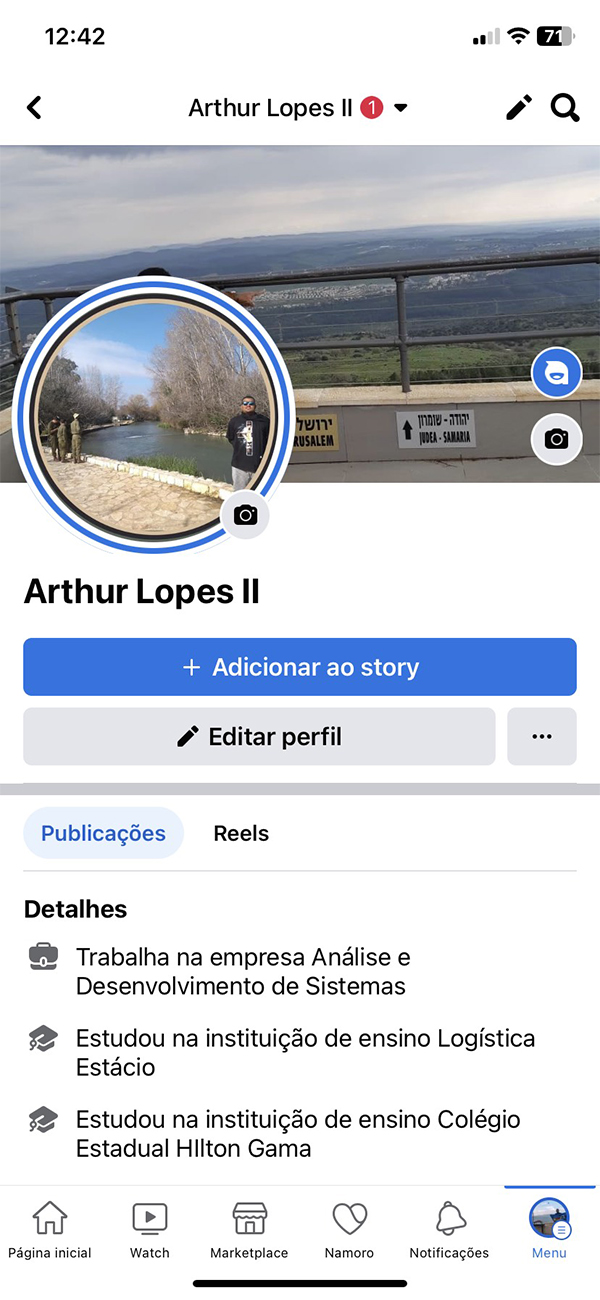 12:42
71
Arthur Lopes II 1
ירושל
RUSALEM
יהודה - שומרון
JUDEA - SAMARIA
Arthur Lopes II
+ Adicionar ao story
Editar perfil
Publicações Reels
Detalhes
Trabalha na empresa Análise e
Desenvolvimento de Sistemas
Estudou na instituição de ensino Logística
Estácio
Estudou na instituição de ensino Colégio
Estadual HIlton Gama
Página inicial Watch Marketplace Namoro Notificações Menu